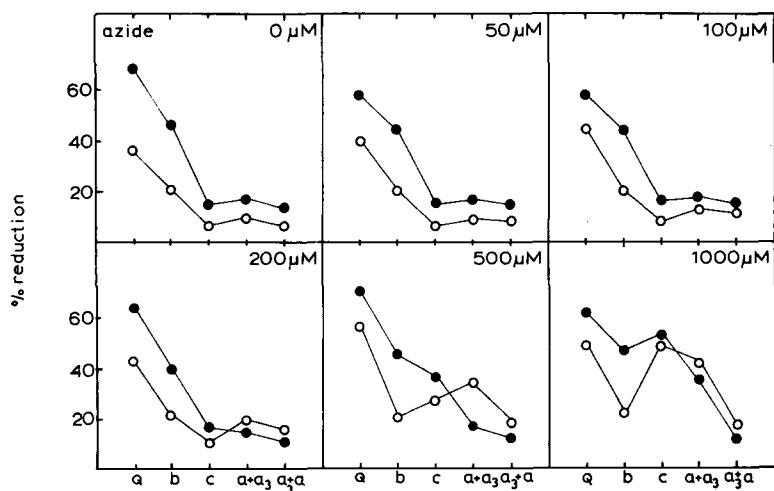 azide 0 µM 50 µM 100 µM
60
40
20
% reduction
200 µM 500 µM 1000 µM
60
40
20
Q b c a+a₃ a₃+a Q b c a+a₃ a₃+a Q b c a+a₃ a₃+a